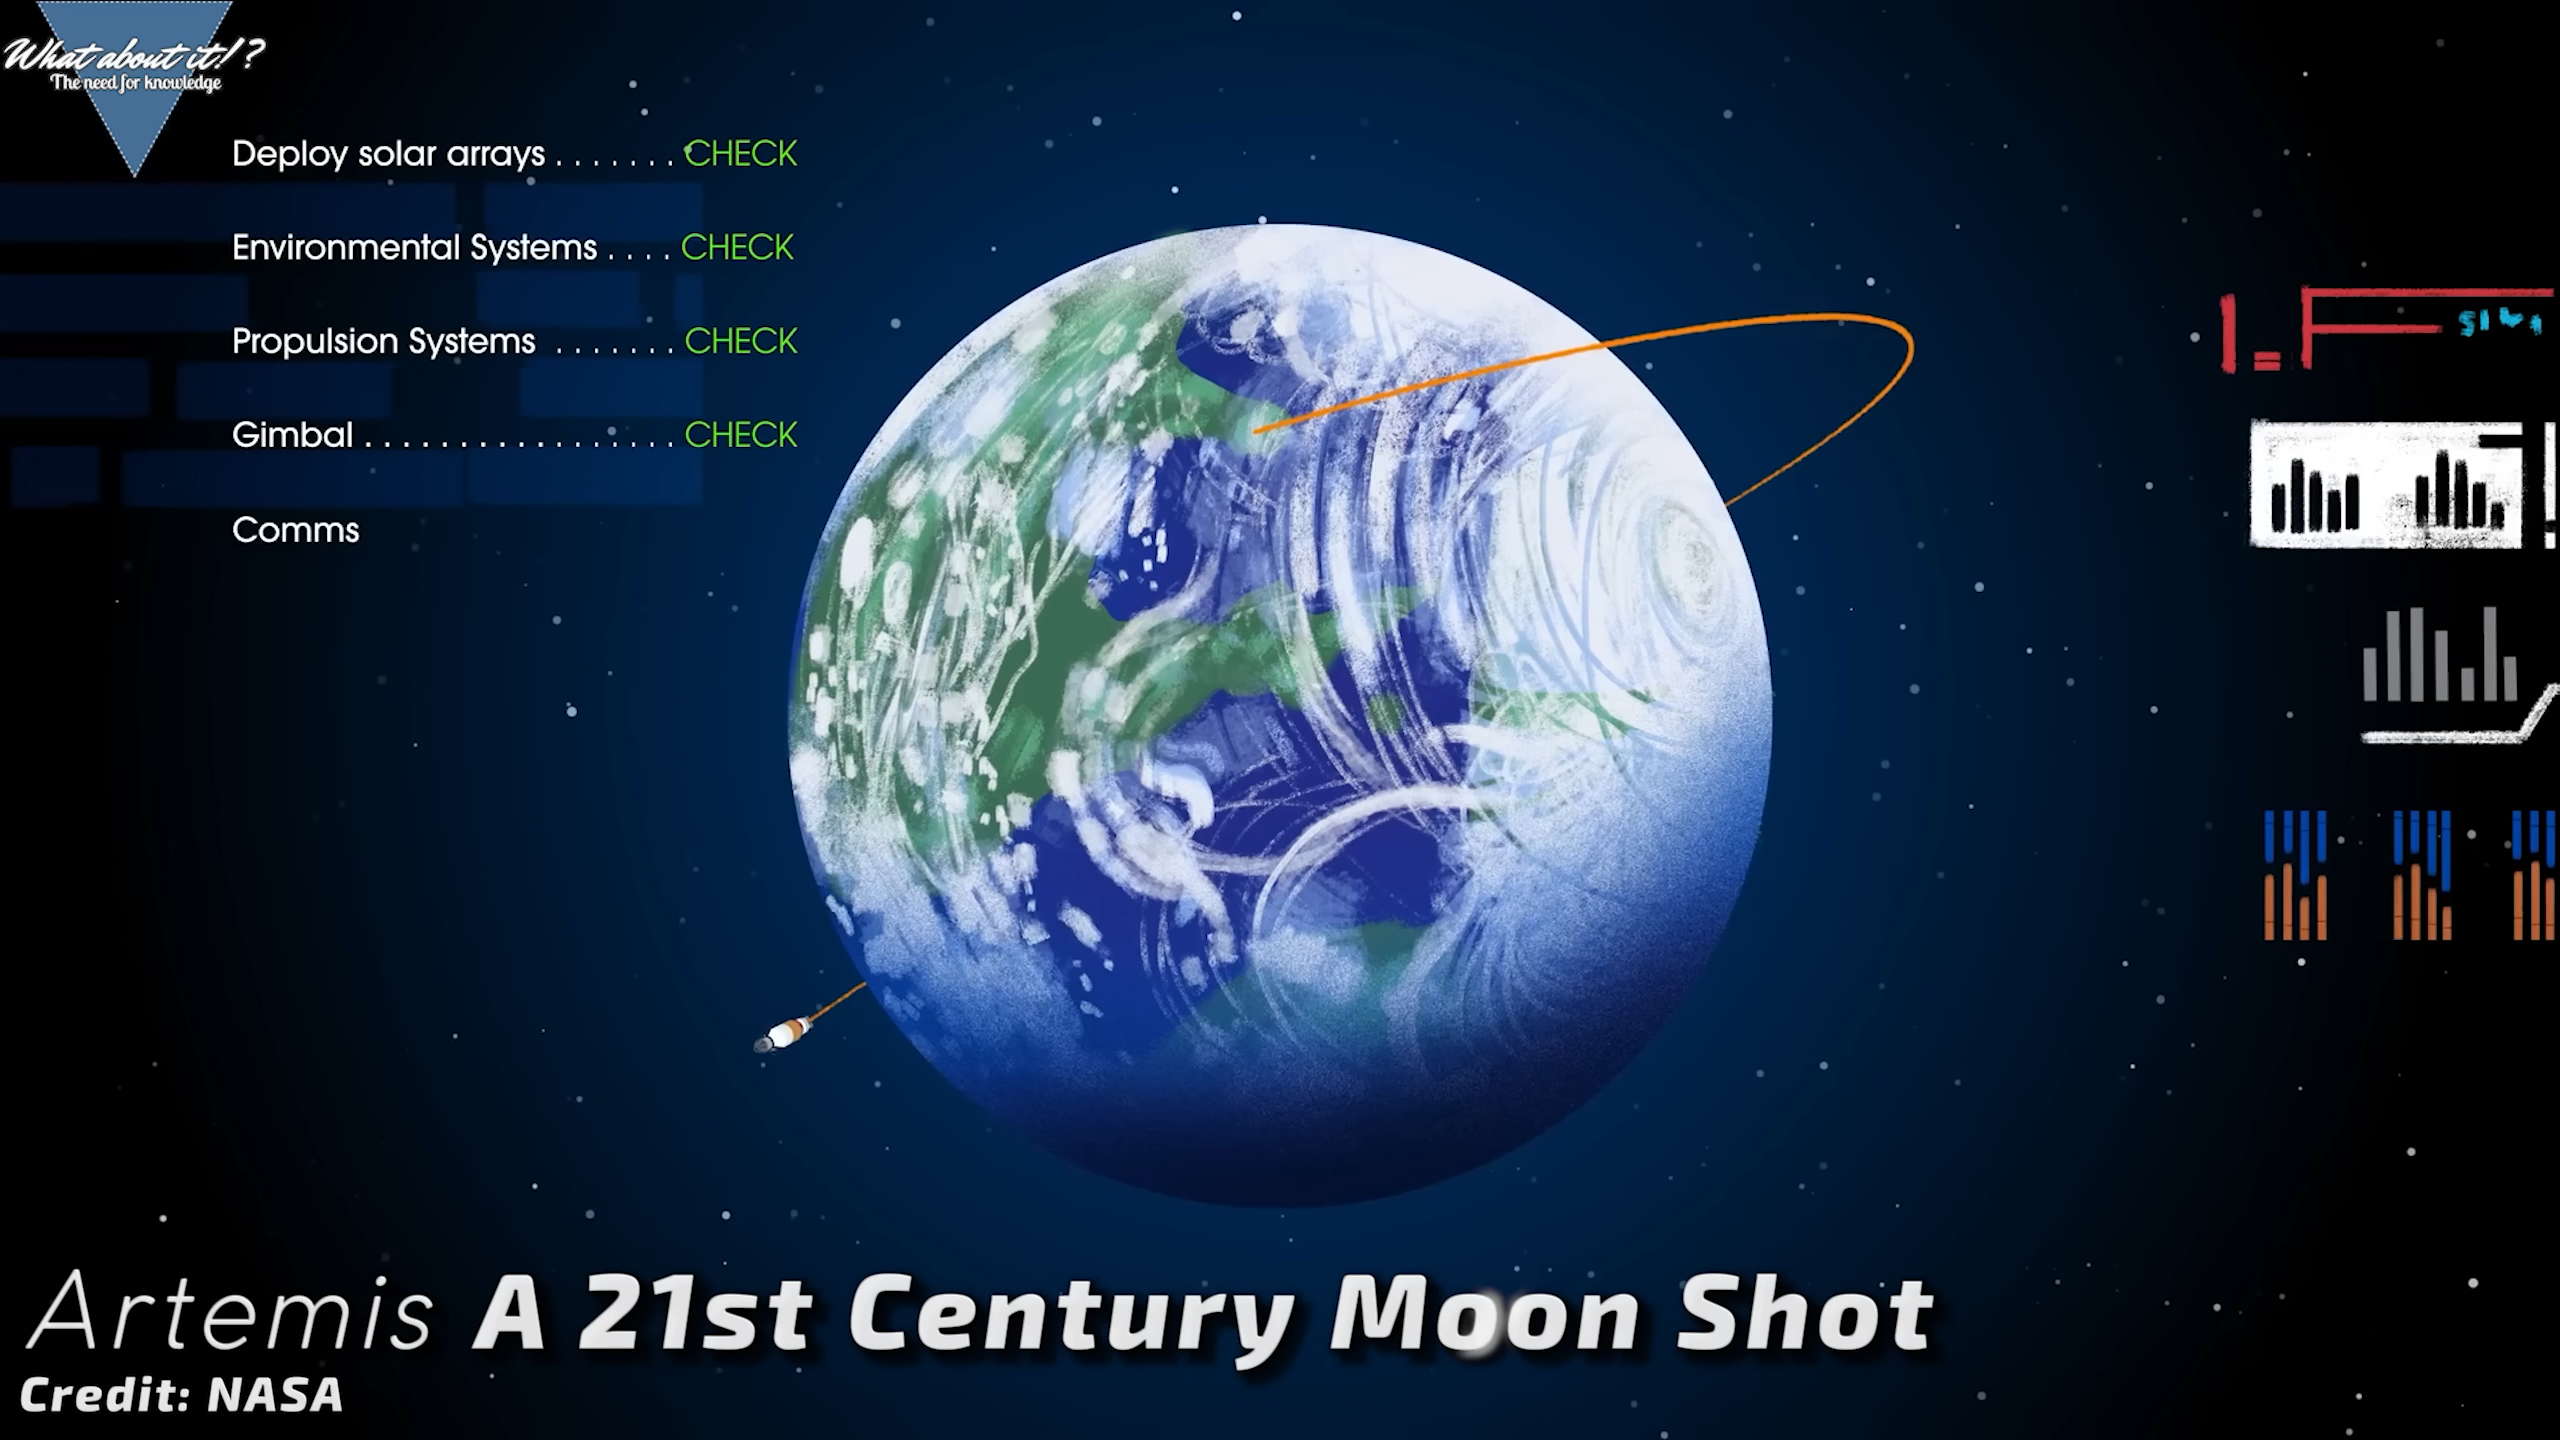 What about it!?
The need for knowledge
Deploy solar arrays . . . . . . . CHECK
Environmental Systems . . . . CHECK
Propulsion Systems . . . . . . . CHECK
Gimbal . . . . . . . . . . . . . . . . . CHECK
Comms
Artemis A 21st Century Moon Shot
Credit: NASA